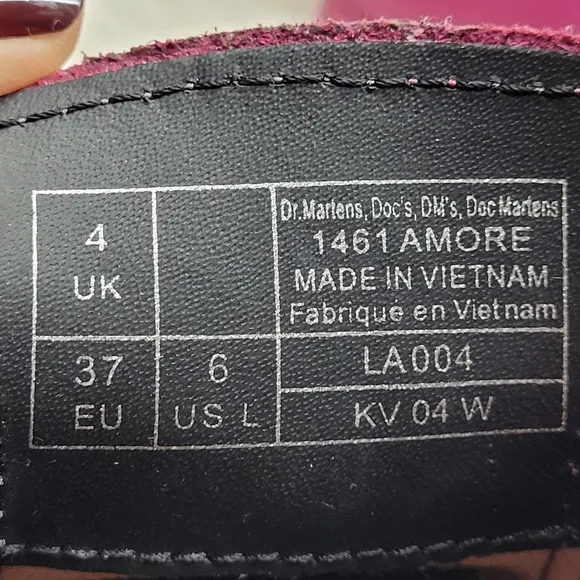 4
UK
37
EU
6
US L
Dr.Martens, Doc's, DM's, Doc Martens
1461 AMORE
MADE IN VIETNAM
Fabriqué en Vietnam
LA004
KV 04 W